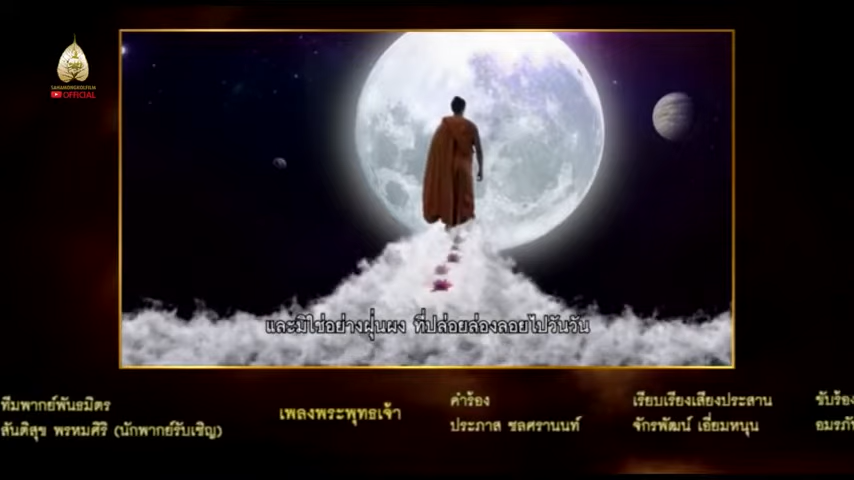 SAHAMONGKOLFILM
OFFICIAL
และมิใช่อย่างฝุ่นผง ที่ปล่อยล่องลอยไปวันวัน
ทีมพากย์พันธมิตร
สันติสุข พรหมศิริ (นักพากย์รับเชิญ)
เพลงพระพุทธเจ้า
คำร้อง
ประภาส ชลศรานนท์
เรียบเรียงเสียงประสาน
จักรพัฒน์ เอี่ยมหนุน
ขับร้อง